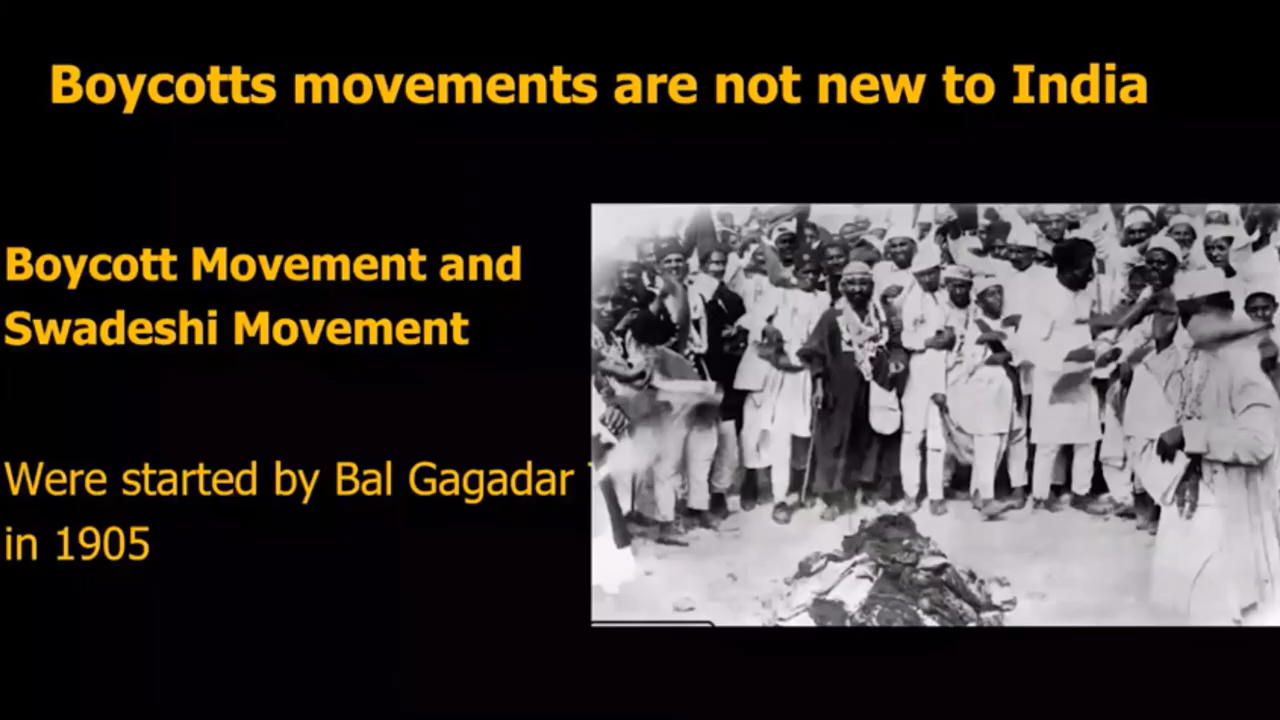 Boycotts movements are not new to India
Boycott Movement and
Swadeshi Movement
Were started by Bal Gagadar
in 1905